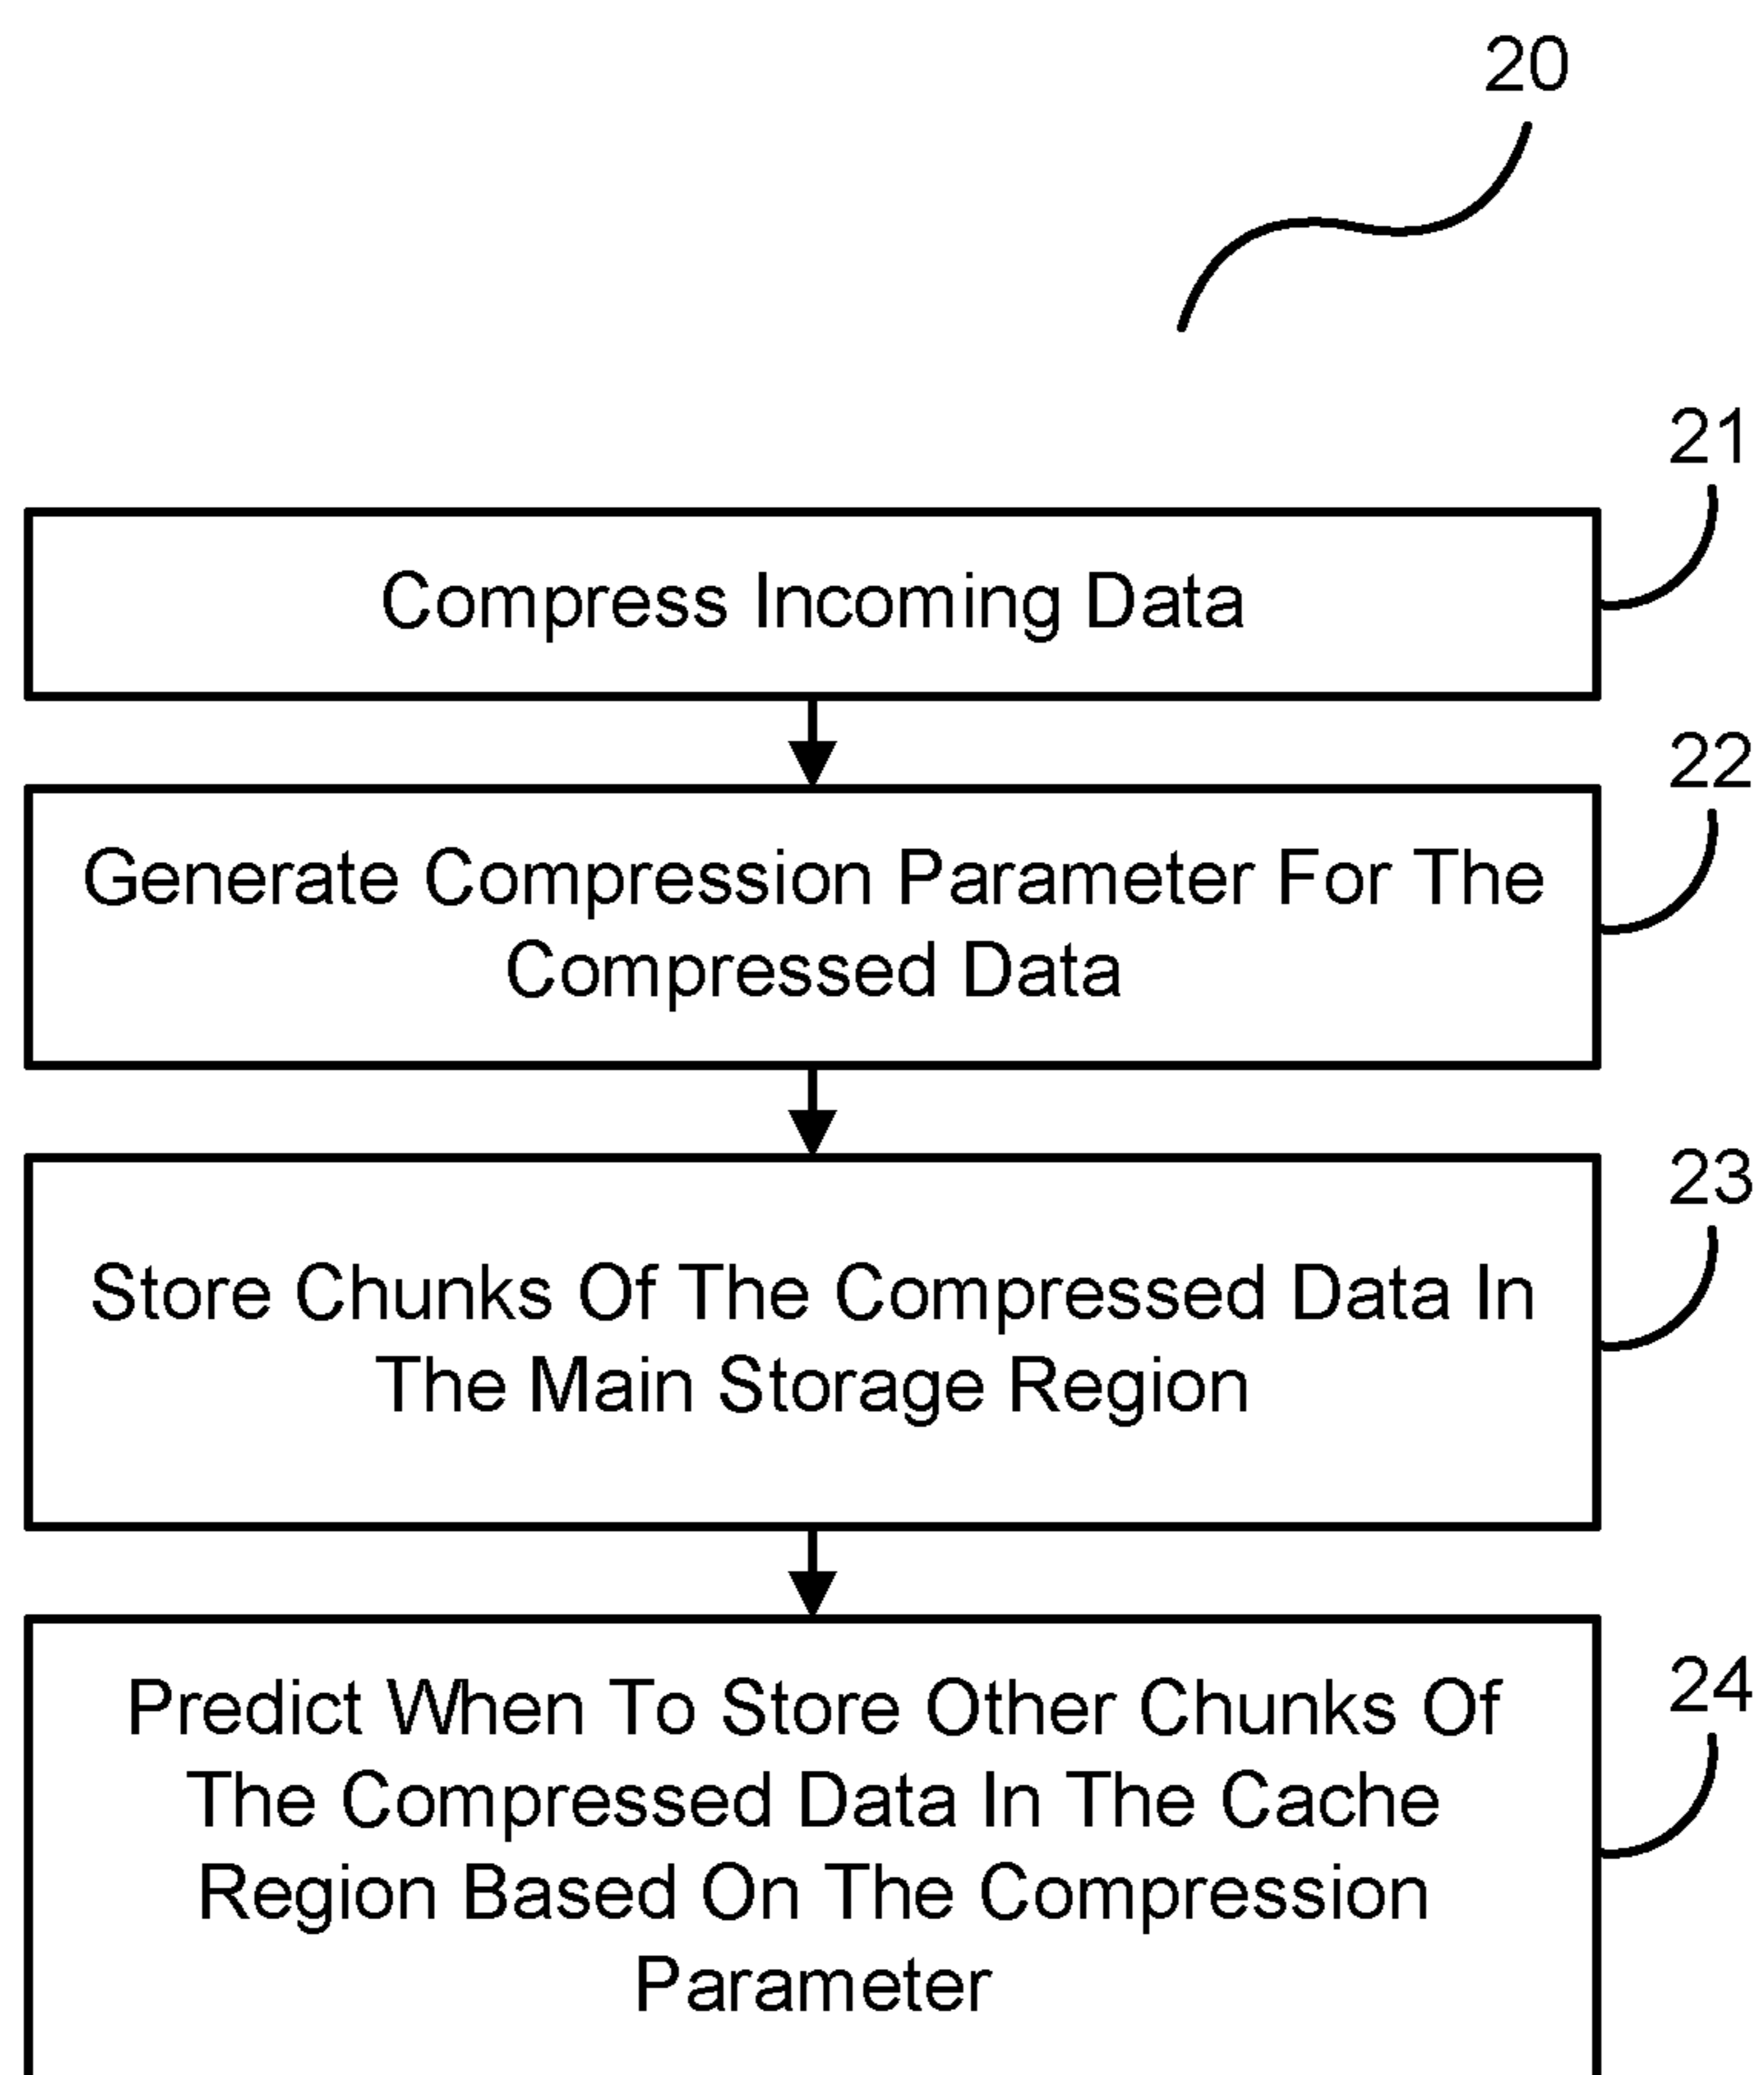 20
21
Compress Incoming Data
22
Generate Compression Parameter For The
Compressed Data
23
Store Chunks Of The Compressed Data In
The Main Storage Region
24
Predict When To Store Other Chunks Of
The Compressed Data In The Cache
Region Based On The Compression
Parameter